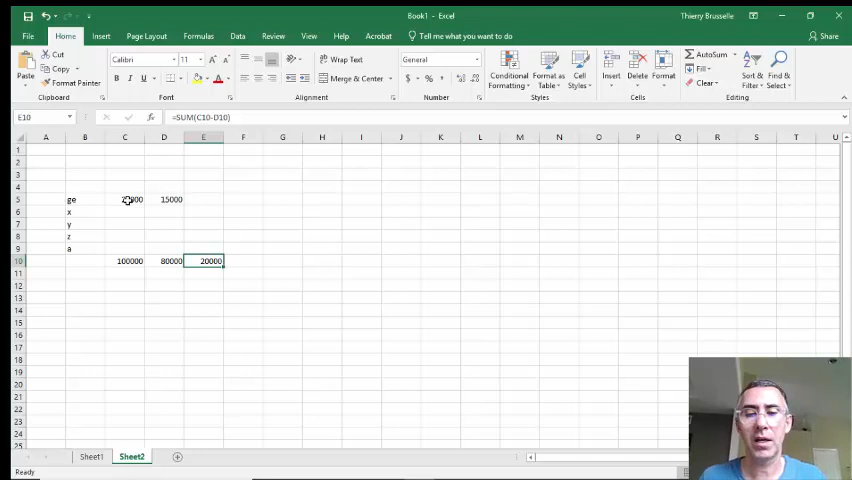 Book1 - Excel
Thierry Brusselle
File Home Insert Page Layout Formulas Data Review View Help Acrobat Tell me what you want to do Share
Paste
Cut
Copy
Format Painter
Clipboard
Calibri 11
B I U
Font
Wrap Text
Merge & Center
Alignment
General
$ % ,
Number
Conditional Formatting
Format as Table
Cell Styles
Styles
Insert Delete Format
Cells
AutoSum
Fill
Clear
Sort & Filter
Find & Select
Editing
E10 fx =SUM(C10-D10)
A B C D E F G H I J K L M N O P Q R S T U
1
2
3
4
5 ge 15000
6 x
7 y
8 z
9 a
10 100000 80000 20000
11
12
13
14
15
16
17
18
19
20
21
22
23
24
25
Sheet1 Sheet2
Ready